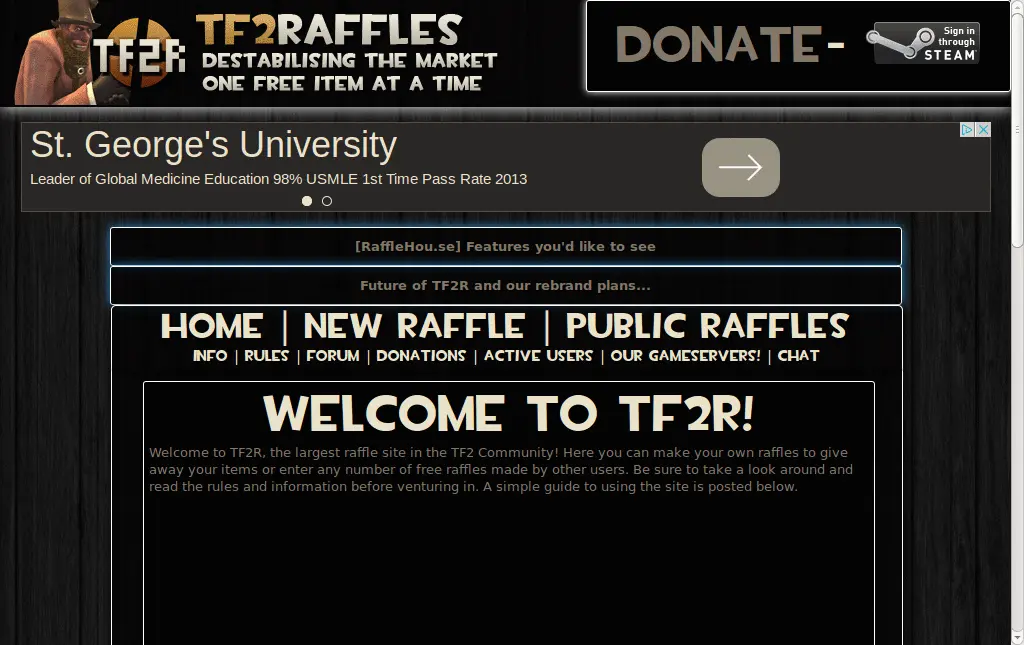 TF2R
TF2RAFFLES
DESTABILISING THE MARKET
ONE FREE ITEM AT A TIME
DONATE -
Sign in
through
STEAM
St. George's University
Leader of Global Medicine Education 98% USMLE 1st Time Pass Rate 2013
[RaffleHou.se] Features you'd like to see
Future of TF2R and our rebrand plans...
HOME | NEW RAFFLE | PUBLIC RAFFLES
INFO | RULES | FORUM | DONATIONS | ACTIVE USERS | OUR GAMESERVERS! | CHAT
WELCOME TO TF2R!
Welcome to TF2R, the largest raffle site in the TF2 Community! Here you can make your own raffles to give
away your items or enter any number of free raffles made by other users. Be sure to take a look around and
read the rules and information before venturing in. A simple guide to using the site is posted below.